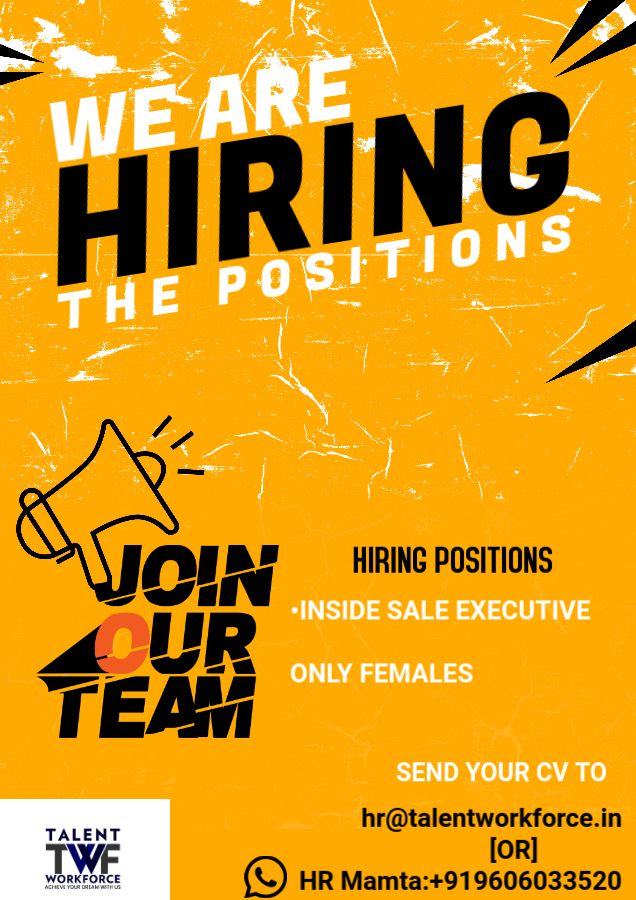 WE ARE
HIRING
THE POSITIONS
JOIN
OUR
TEAM
HIRING POSITIONS
•INSIDE SALE EXECUTIVE
ONLY FEMALES
SEND YOUR CV TO
hr@talentworkforce.in
[OR]
HR Mamta:+919606033520
TALENT
TWF
WORKFORCE
ACHIEVE YOUR DREAM WITH US